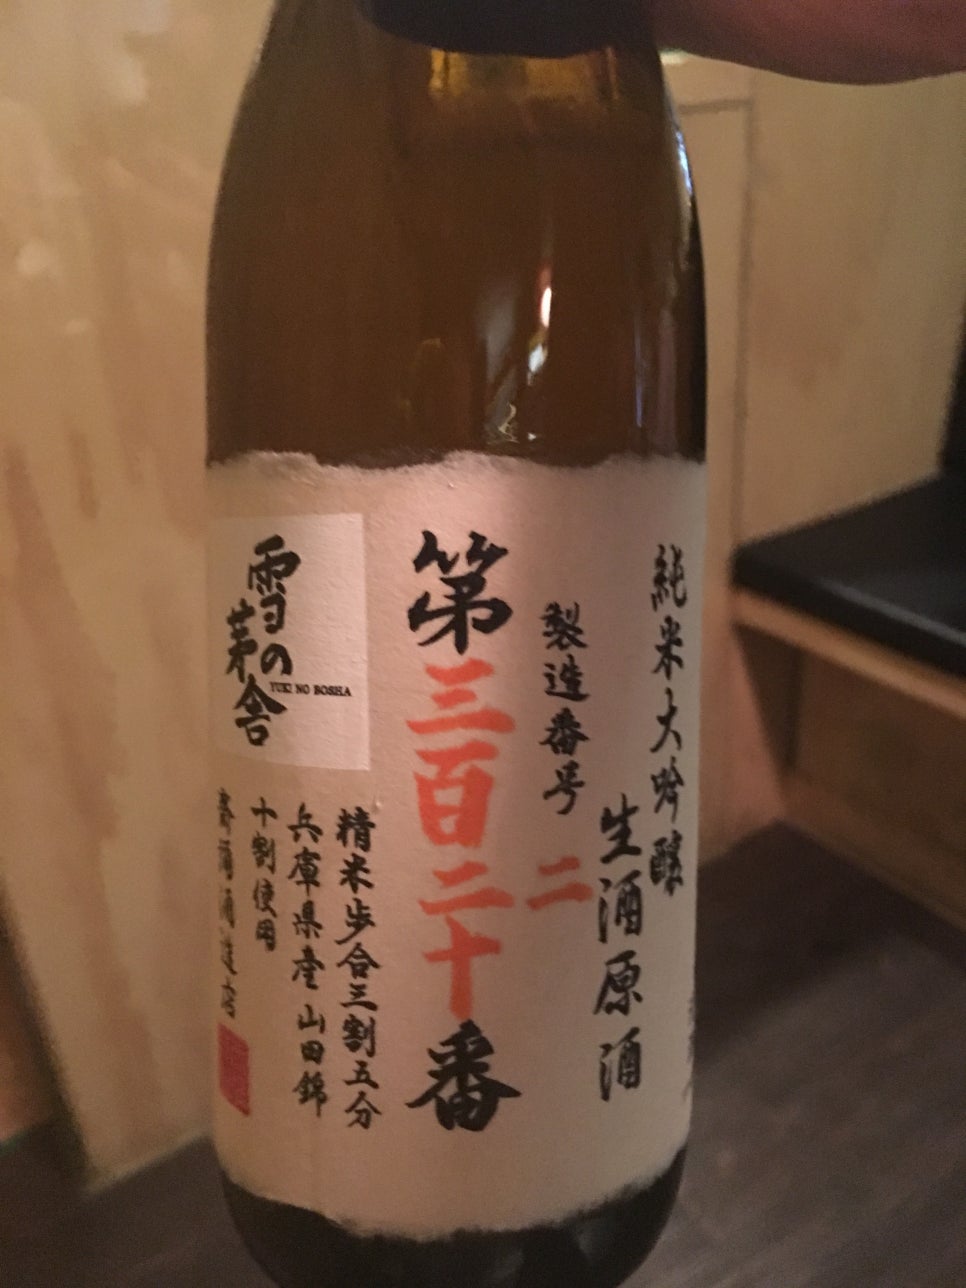 純米大吟醸
生酒原酒
製造番号 二
第三百二十番
精米歩合三割五分
兵庫県産 山田錦
十割使用
雪の茅舎
YUKI NO BOSHA
齋彌酒造店